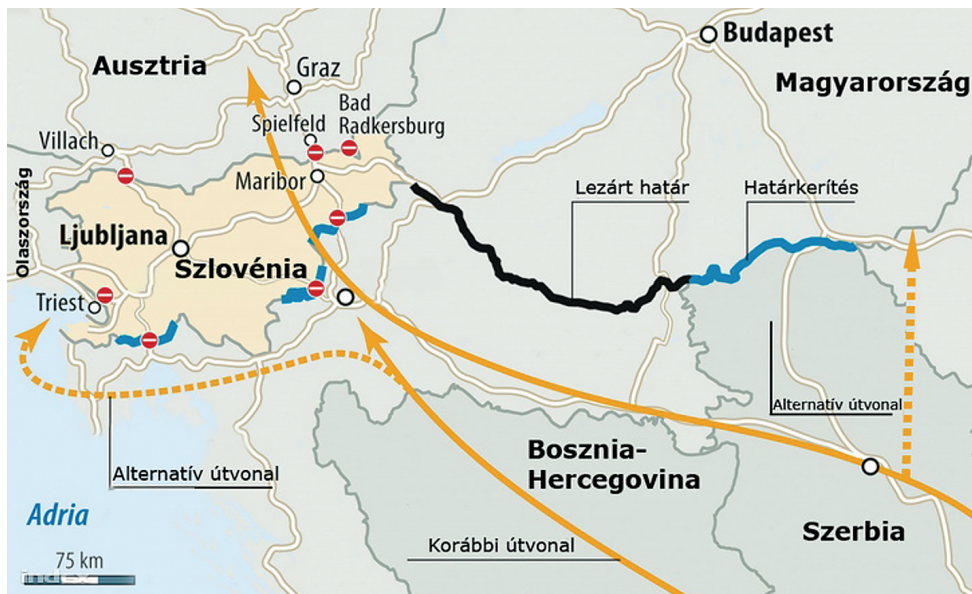 Budapest
Ausztria
Graz
Magyarország
Bad
Radkersburg
Spielfeld
Villach
Maribor
Lezárt határ
Határkerítés
Olaszország
Ljubljana
Szlovénia
Triest
Alternatív útvonal
Bosznia-
Hercegovina
Alternatív útvonal
Adria
Szerbia
Korábbi útvonal
75 km
index